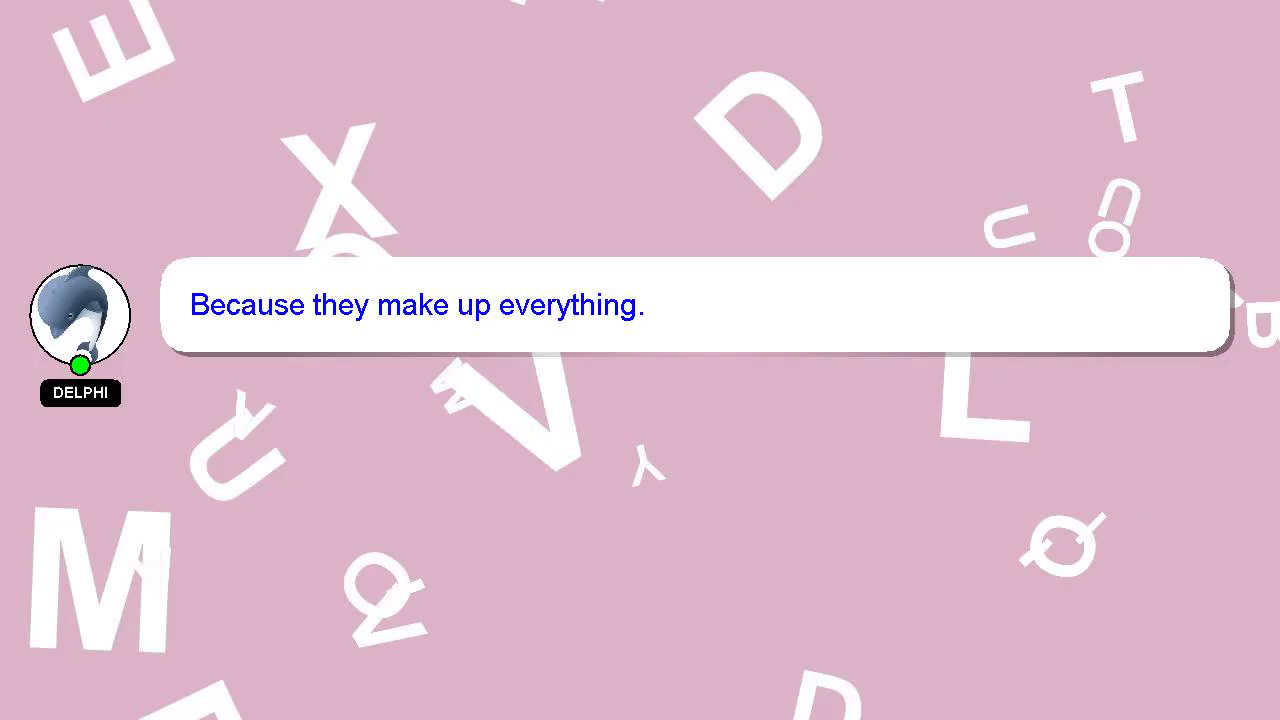 E
X
D
T
U
U
O
Because they make up everything.
B
DELPHI
V
L
Y
U
Y
M
Q
Z
D